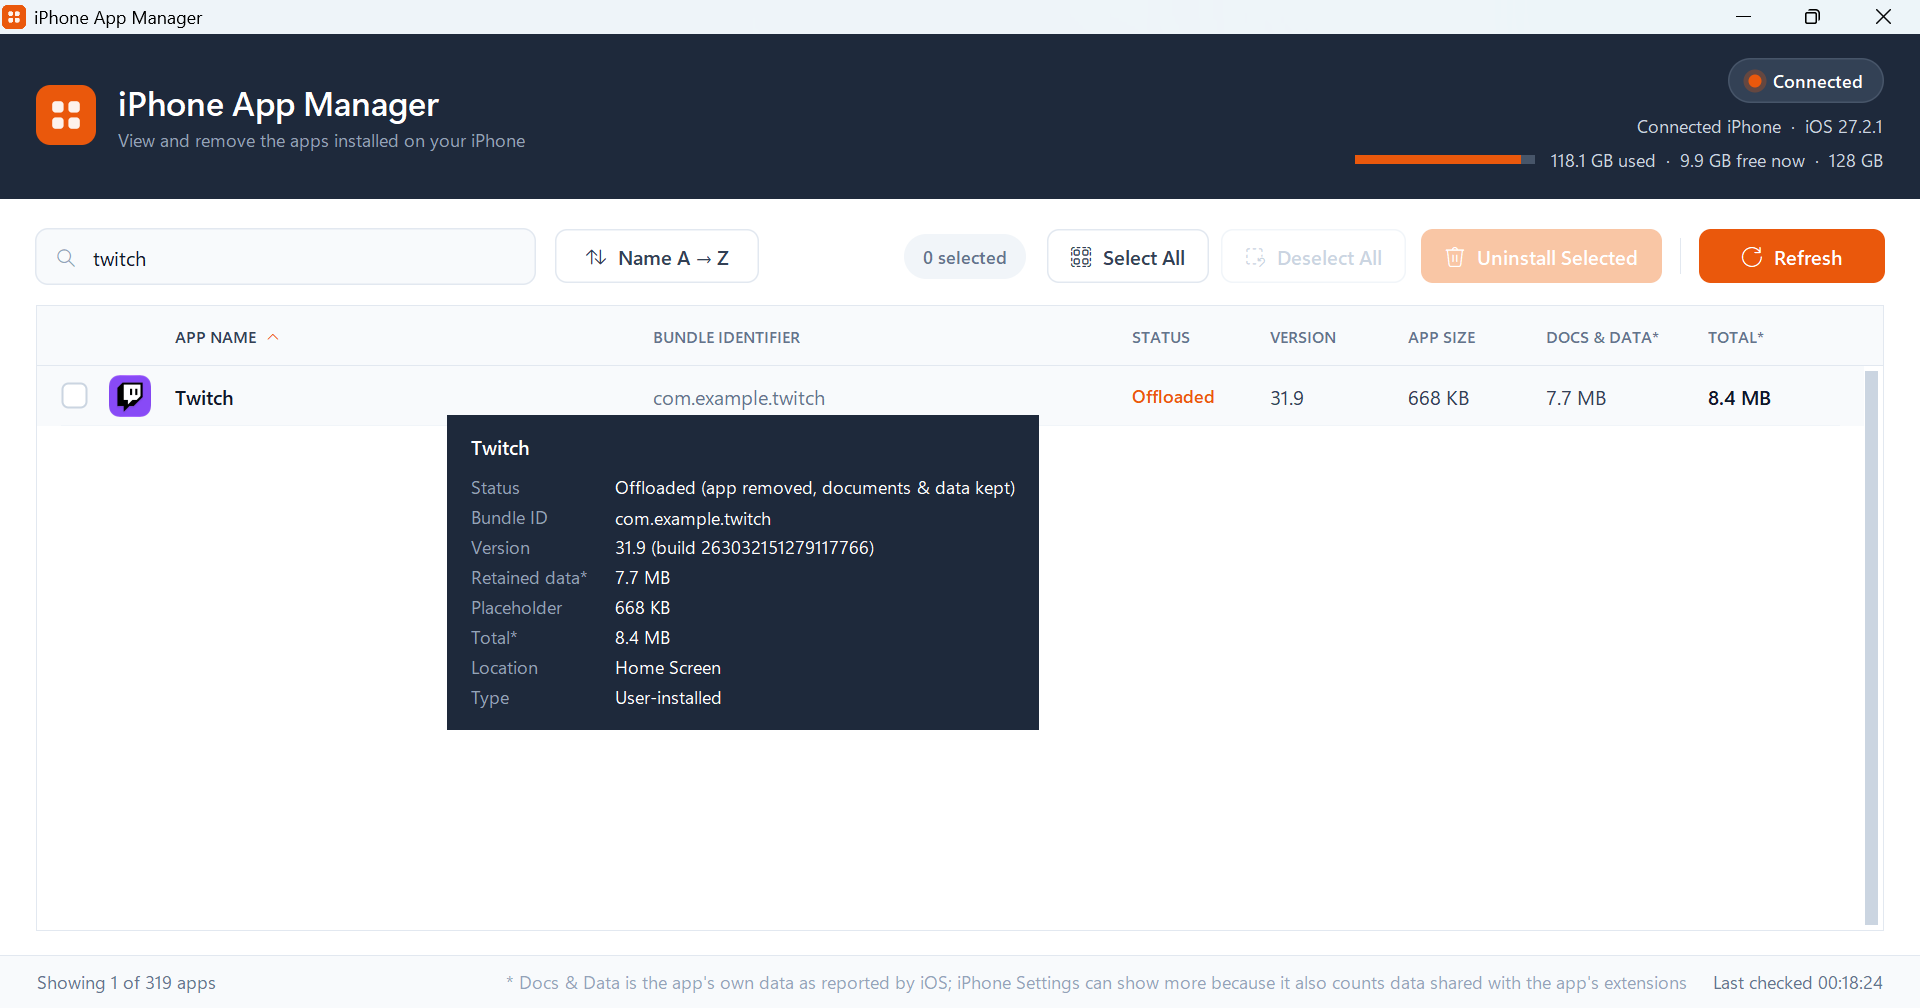 iPhone App Manager
iPhone App Manager
View and remove the apps installed on your iPhone
Connected
Connected iPhone · iOS 27.2.1
118.1 GB used · 9.9 GB free now · 128 GB
twitch
Name A → Z
0 selected
Select All
Deselect All
Uninstall Selected
Refresh
APP NAME BUNDLE IDENTIFIER STATUS VERSION APP SIZE DOCS & DATA* TOTAL*
Twitch com.example.twitch Offloaded 31.9 668 KB 7.7 MB 8.4 MB
Twitch
Status Offloaded (app removed, documents & data kept)
Bundle ID com.example.twitch
Version 31.9 (build 263032151279117766)
Retained data* 7.7 MB
Placeholder 668 KB
Total* 8.4 MB
Location Home Screen
Type User-installed
Showing 1 of 319 apps
* Docs & Data is the app's own data as reported by iOS; iPhone Settings can show more because it also counts data shared with the app's extensions
Last checked 00:18:24